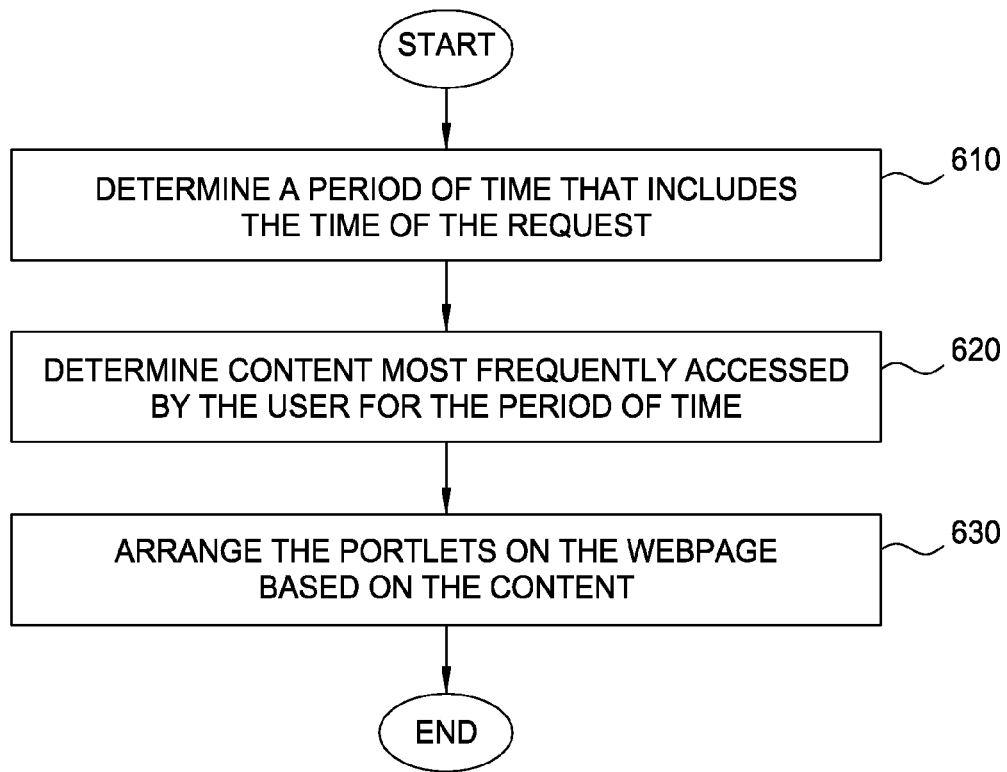 START
DETERMINE A PERIOD OF TIME THAT INCLUDES
THE TIME OF THE REQUEST
610
DETERMINE CONTENT MOST FREQUENTLY ACCESSED
BY THE USER FOR THE PERIOD OF TIME
620
ARRANGE THE PORTLETS ON THE WEBPAGE
BASED ON THE CONTENT
630
END